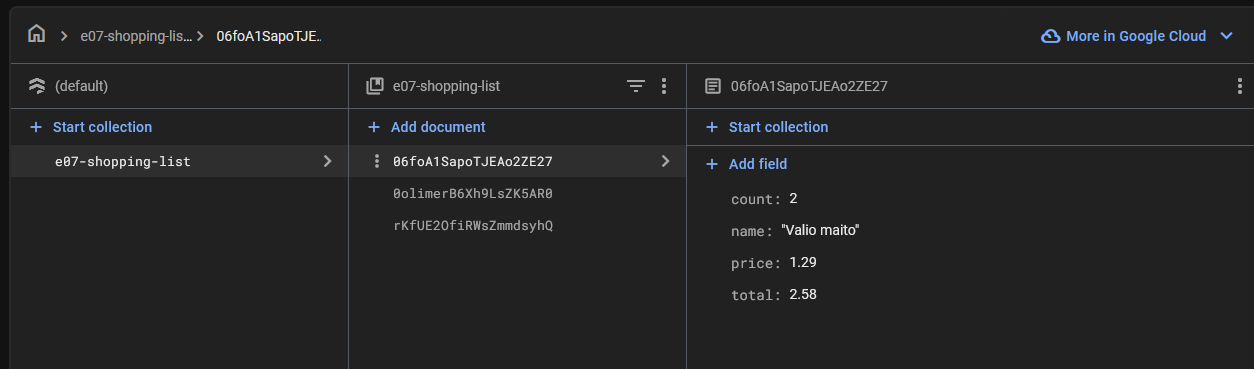 e07-shopping-lis... 06foA1SapoTJE..
More in Google Cloud
(default)
e07-shopping-list
06foA1SapoTJEAo2ZE27
+ Start collection
+ Add document
+ Start collection
e07-shopping-list
06foA1SapoTJEAo2ZE27
+ Add field
0olimerB6Xh9LsZK5AR0
rKfUE2OfiRWsZmmdsyhQ
count: 2
name: "Valio maito"
price: 1.29
total: 2.58